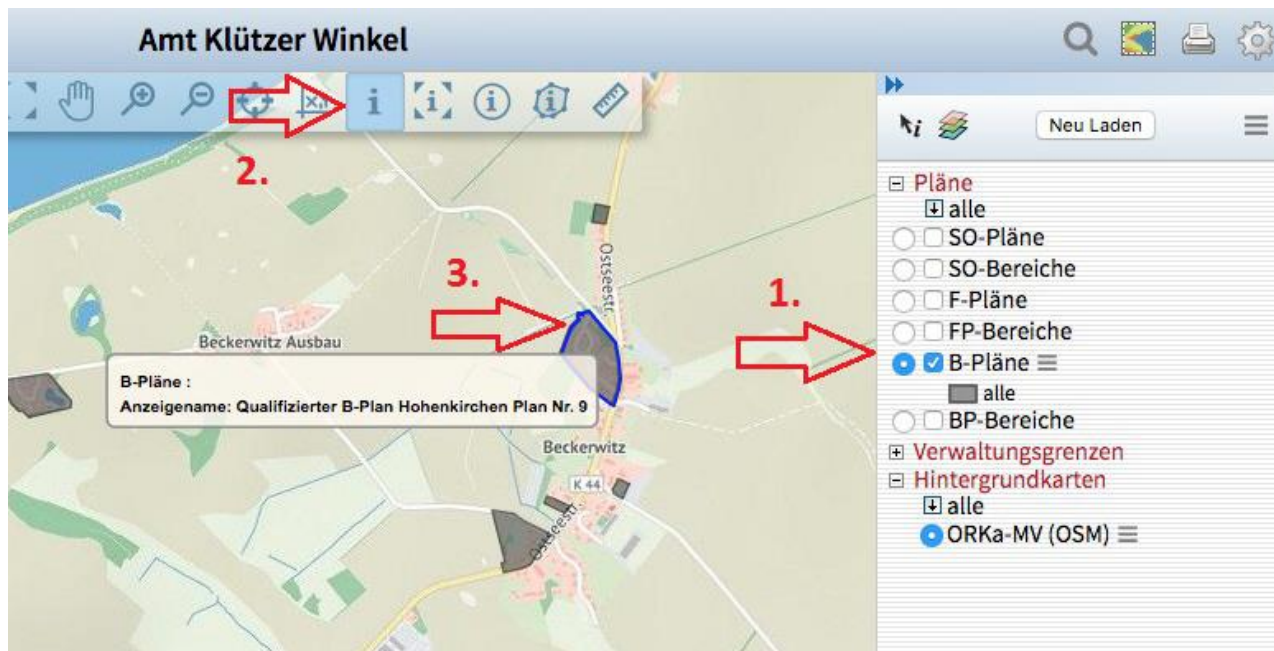 Amt Klützer Winkel
i
i
i
i
2.
i
Neu Laden
Pläne
alle
SO-Pläne
SO-Bereiche
F-Pläne
FP-Bereiche
B-Pläne
alle
BP-Bereiche
Verwaltungsgrenzen
Hintergrundkarten
alle
ORKa-MV (OSM)
1.
3.
Ostseestr.
Beckerwitz Ausbau
B-Pläne :
Anzeigename: Qualifizierter B-Plan Hohenkirchen Plan Nr. 9
Beckerwitz
K 44
Ostseestr.